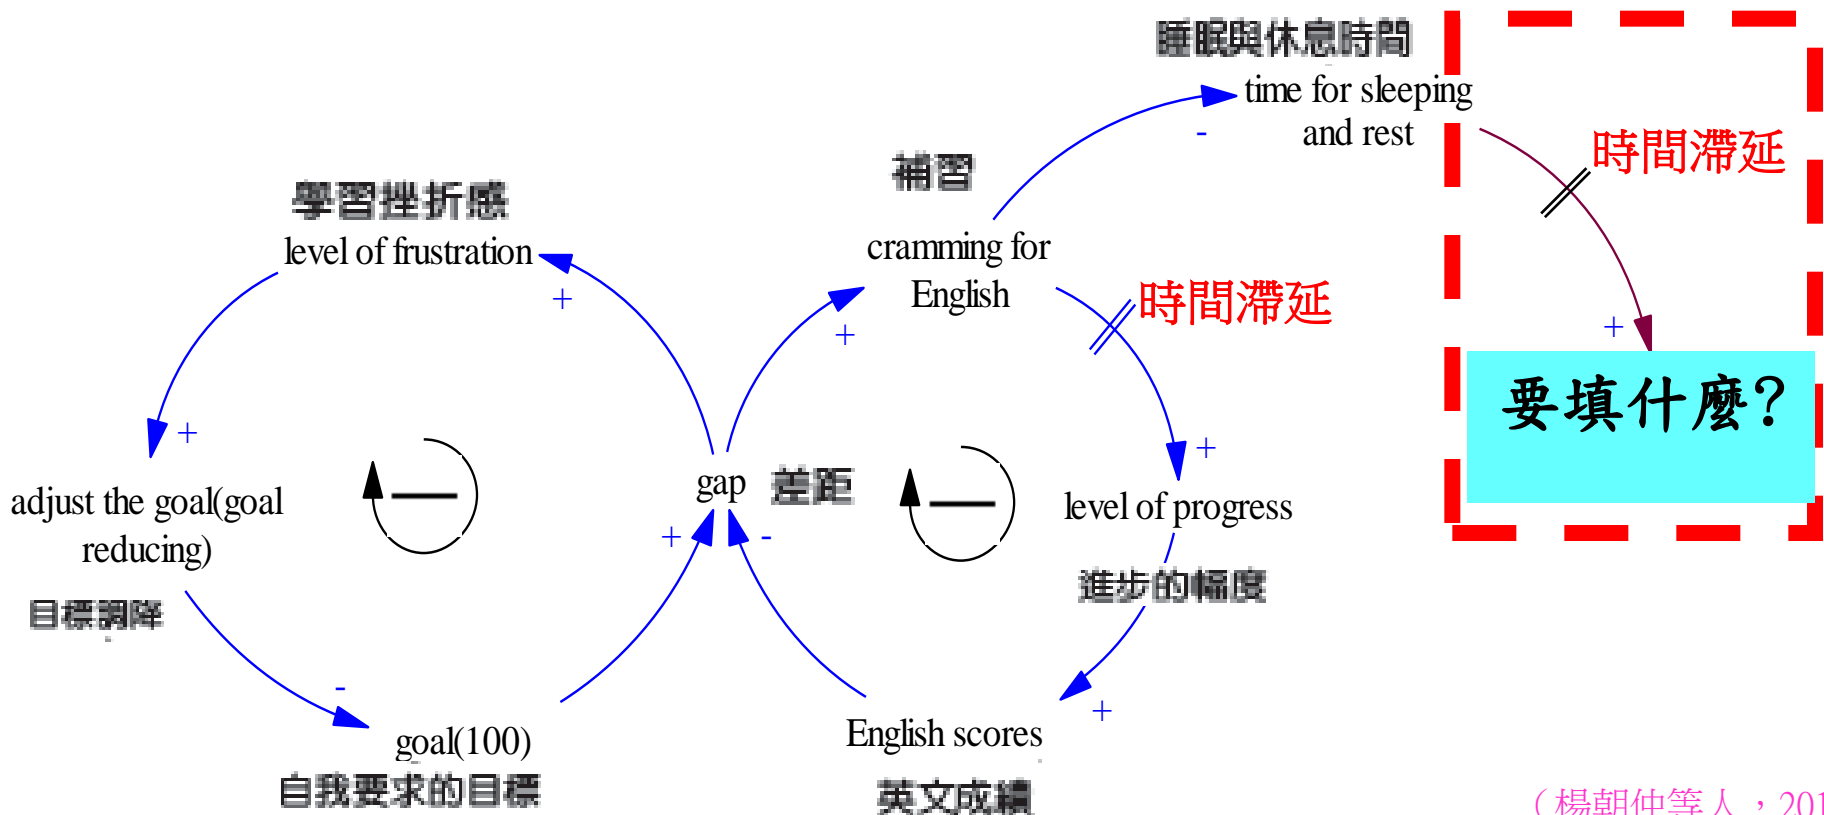 睡眠與休息時間
time for sleeping
and rest
-
時間滯延
+
要填什麼?
補習
cramming for
English
時間滯延
+
+
學習挫折感
level of frustration
+
+
adjust the goal(goal
reducing)
目標調降
-
goal(100)
自我要求的目標
gap 差距
+
-
level of progress
進步的幅度
+
English scores
英文成績
(楊朝仲等人,201